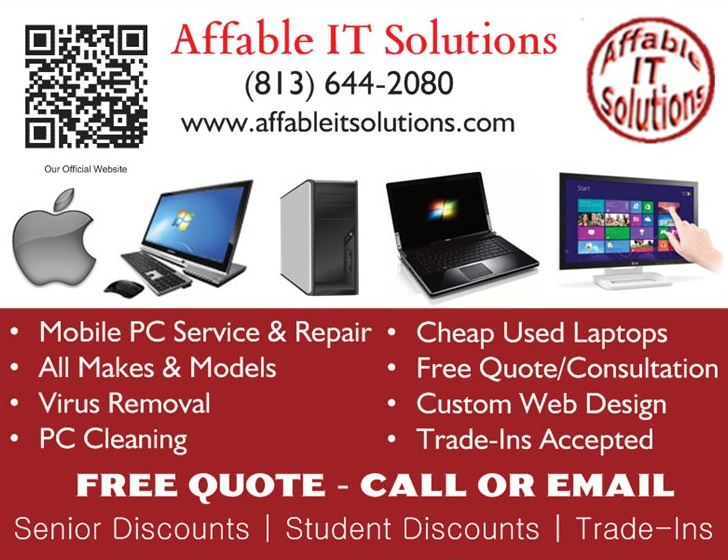 Affable IT Solutions
(813) 644-2080
www.affableitsolutions.com
Affable
IT
Solutions
Our Official Website
Start
• Mobile PC Service & Repair
• All Makes & Models
• Virus Removal
• PC Cleaning
• Cheap Used Laptops
• Free Quote/Consultation
• Custom Web Design
• Trade-Ins Accepted
FREE QUOTE - CALL OR EMAIL
Senior Discounts | Student Discounts | Trade-Ins